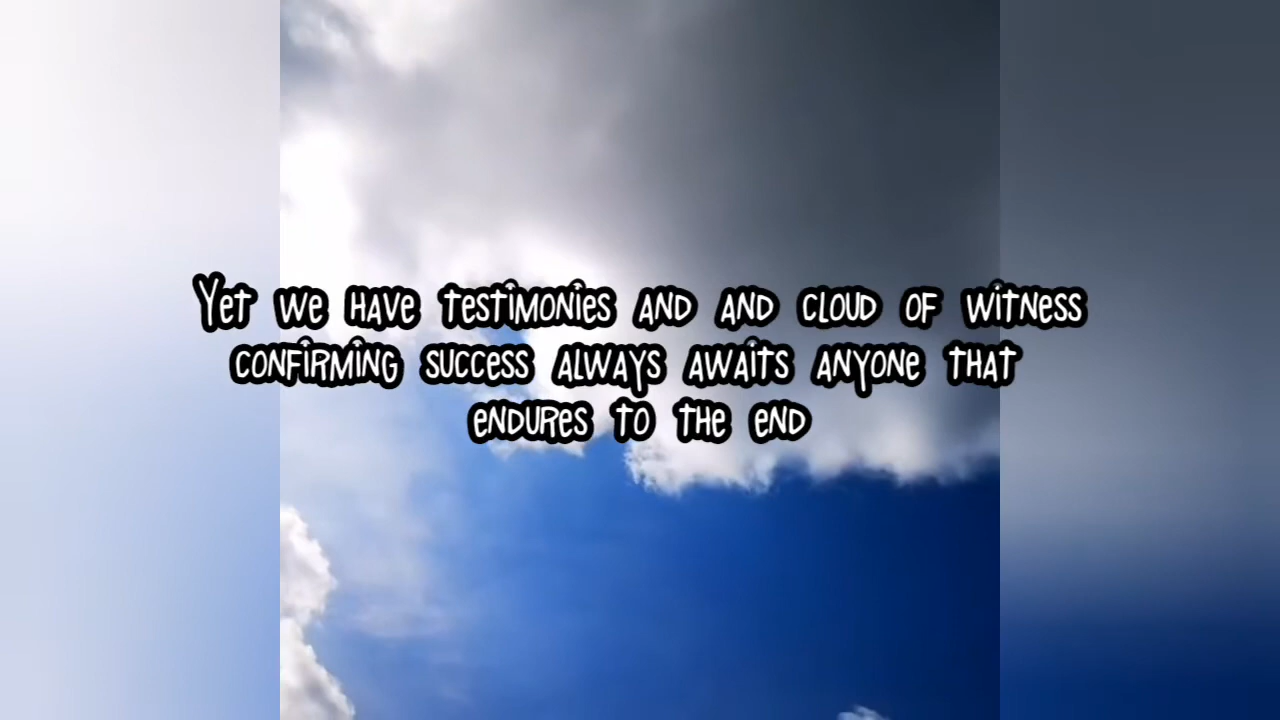 Yet we have testimonies and and cloud of witness
confirming success always awaits anyone that
endures to the end